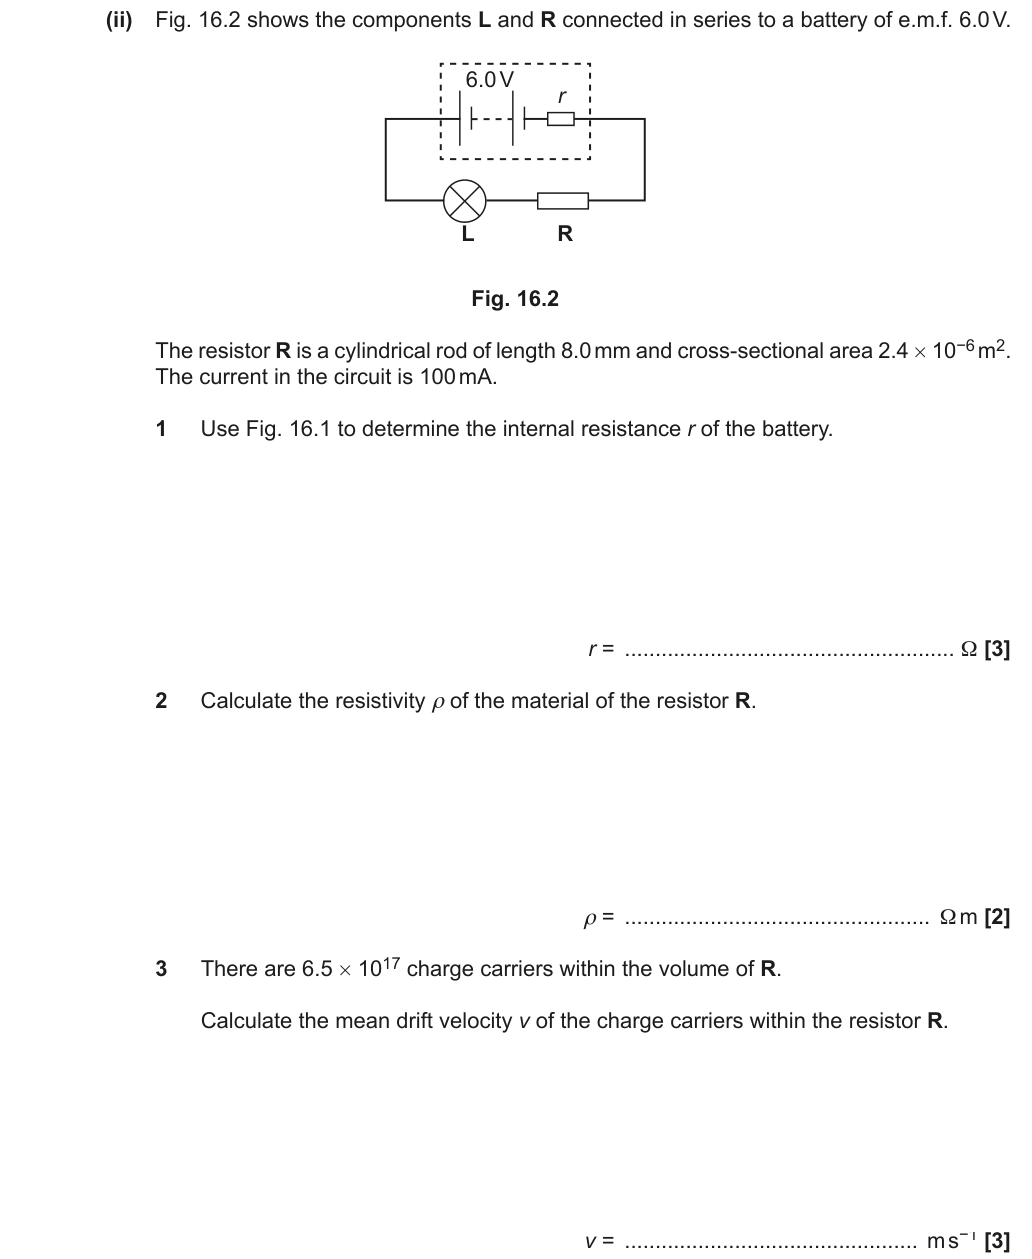 (ii) Fig. 16.2 shows the components L and R connected in series to a battery of e.m.f. 6.0 V.
6.0 V
r
L R
Fig. 16.2
The resistor R is a cylindrical rod of length 8.0 mm and cross-sectional area 2.4 × 10⁻⁶ m².
The current in the circuit is 100 mA.
1 Use Fig. 16.1 to determine the internal resistance r of the battery.
r = ..................................................... Ω [3]
2 Calculate the resistivity ρ of the material of the resistor R.
ρ = ................................................. Ω m [2]
3 There are 6.5 × 10¹⁷ charge carriers within the volume of R.
Calculate the mean drift velocity v of the charge carriers within the resistor R.
v = ............................................... m s⁻¹ [3]